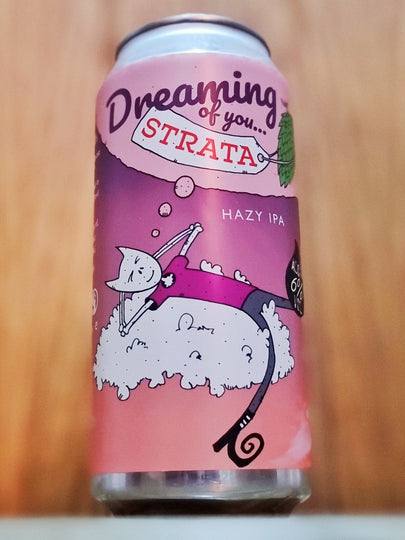 Dreaming
of you...
STRATA
HAZY IPA